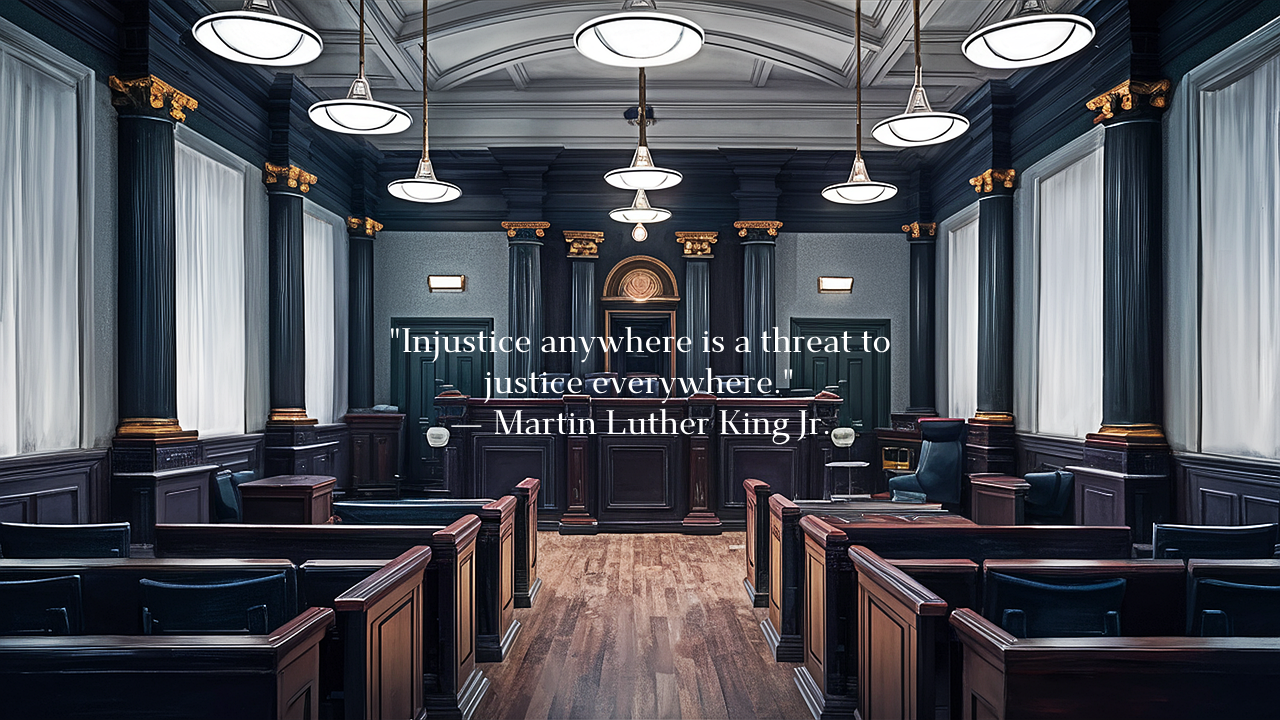 "Injustice anywhere is a threat to
justice everywhere."
— Martin Luther King Jr.